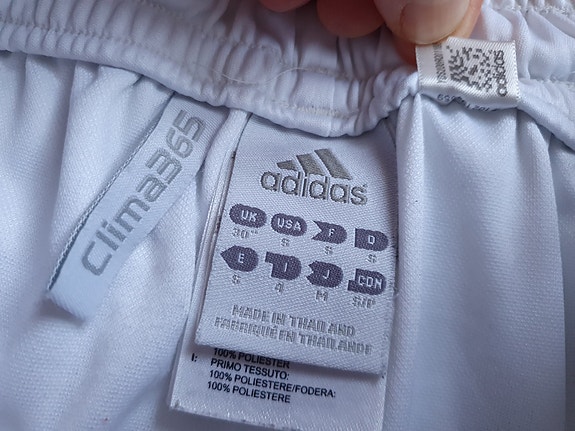 Clima365
adidas
adidas
UK USA F D
30" S S S
E I J CDN
S 4 M S/P
MADE IN THAILAND
FABRIQUÉ EN THAÏLANDE
100% POLIESTER
I: PRIMO TESSUTO:
100% POLIESTERE/FODERA:
100% POLIESTERE